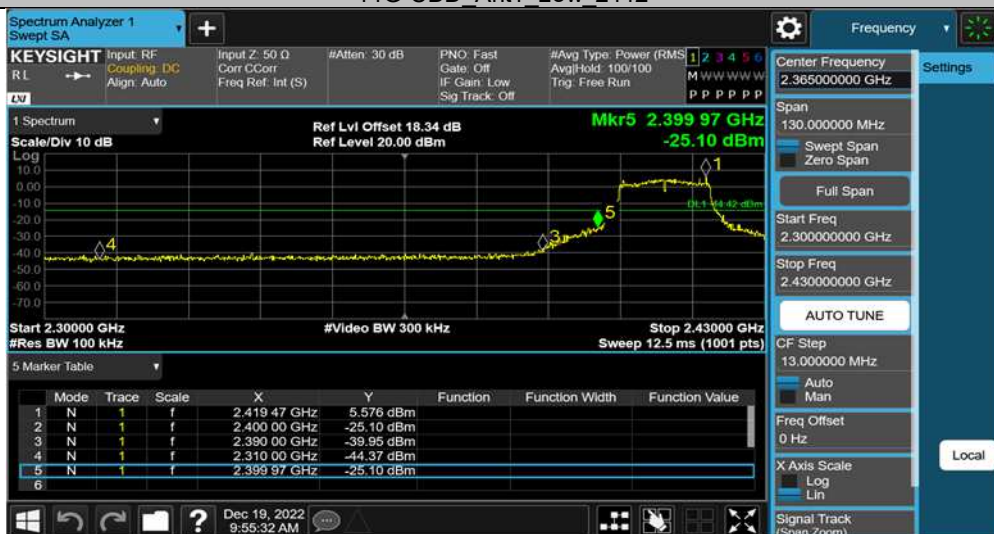 Spectrum Analyzer 1
Swept SA
+
Frequency
KEYSIGHT
RL
LXI
Input: RF
Coupling: DC
Align: Auto
Input Z: 50 Ω
Corr CCorr
Freq Ref: Int (S)
#Atten: 30 dB
PNO: Fast
Gate: Off
IF Gain: Low
Sig Track: Off
#Avg Type: Power (RMS
Avg|Hold: 100/100
Trig: Free Run
1 2 3 4 5 6
M W W W W W
P P P P P P
1 Spectrum
Scale/Div 10 dB
Ref Lvl Offset 18.34 dB
Ref Level 20.00 dBm
Mkr5 2.399 97 GHz
-25.10 dBm
Log
10.0
0.00
-10.0
-20.0
-30.0
-40.0
-50.0
-60.0
-70.0
1
5
3
4
Start 2.30000 GHz
#Res BW 100 kHz
#Video BW 300 kHz
Stop 2.43000 GHz
Sweep 12.5 ms (1001 pts)
5 Marker Table
Mode Trace Scale X Y Function Function Width Function Value
1 N 1 f 2.419 47 GHz 5.576 dBm
2 N 1 f 2.400 00 GHz -25.10 dBm
3 N 1 f 2.390 00 GHz -39.95 dBm
4 N 1 f 2.310 00 GHz -44.37 dBm
5 N 1 f 2.399 97 GHz -25.10 dBm
6
?
Dec 19, 2022
9:55:32 AM
Center Frequency
2.365000000 GHz
Span
130.000000 MHz
Swept Span
Zero Span
Full Span
Start Freq
2.300000000 GHz
Stop Freq
2.430000000 GHz
AUTO TUNE
CF Step
13.000000 MHz
Auto
Man
Freq Offset
0 Hz
X Axis Scale
Log
Lin
Signal Track
(Span Zoom)
Settings
Local